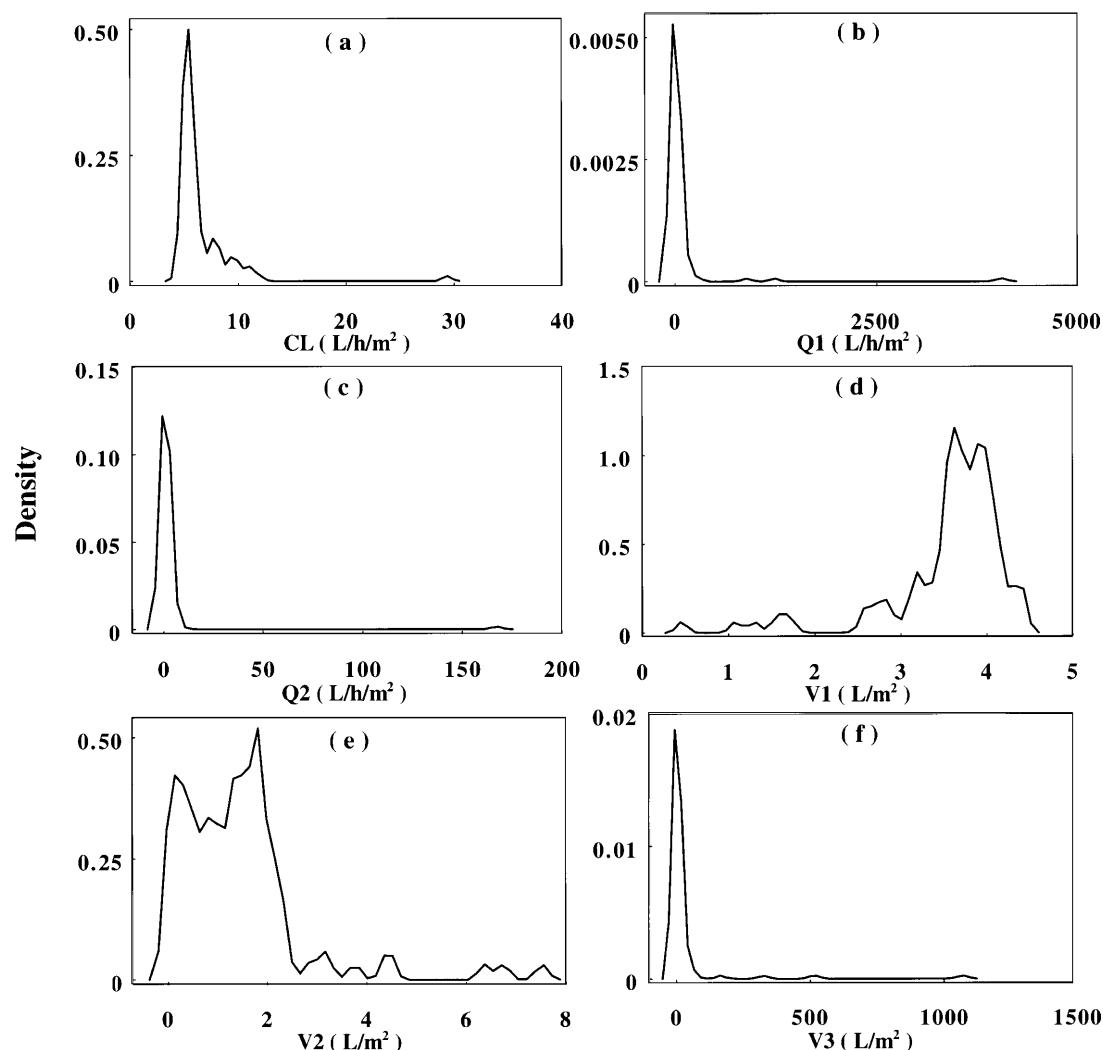 ( a )
0.50
0.25
0
0 10 20 30 40
CL ( L/h/m² )
( b )
0.0050
0.0025
0
0 2500 5000
Q1 ( L/h/m² )
Density
( c )
0.15
0.10
0.05
0
0 50 100 150 200
Q2 ( L/h/m² )
( d )
1.5
1.0
0.5
0
0 1 2 3 4 5
V1 ( L/m² )
( e )
0.50
0.25
0
0 2 4 6 8
V2 ( L/m² )
( f )
0.02
0.01
0
0 500 1000 1500
V3 ( L/m² )